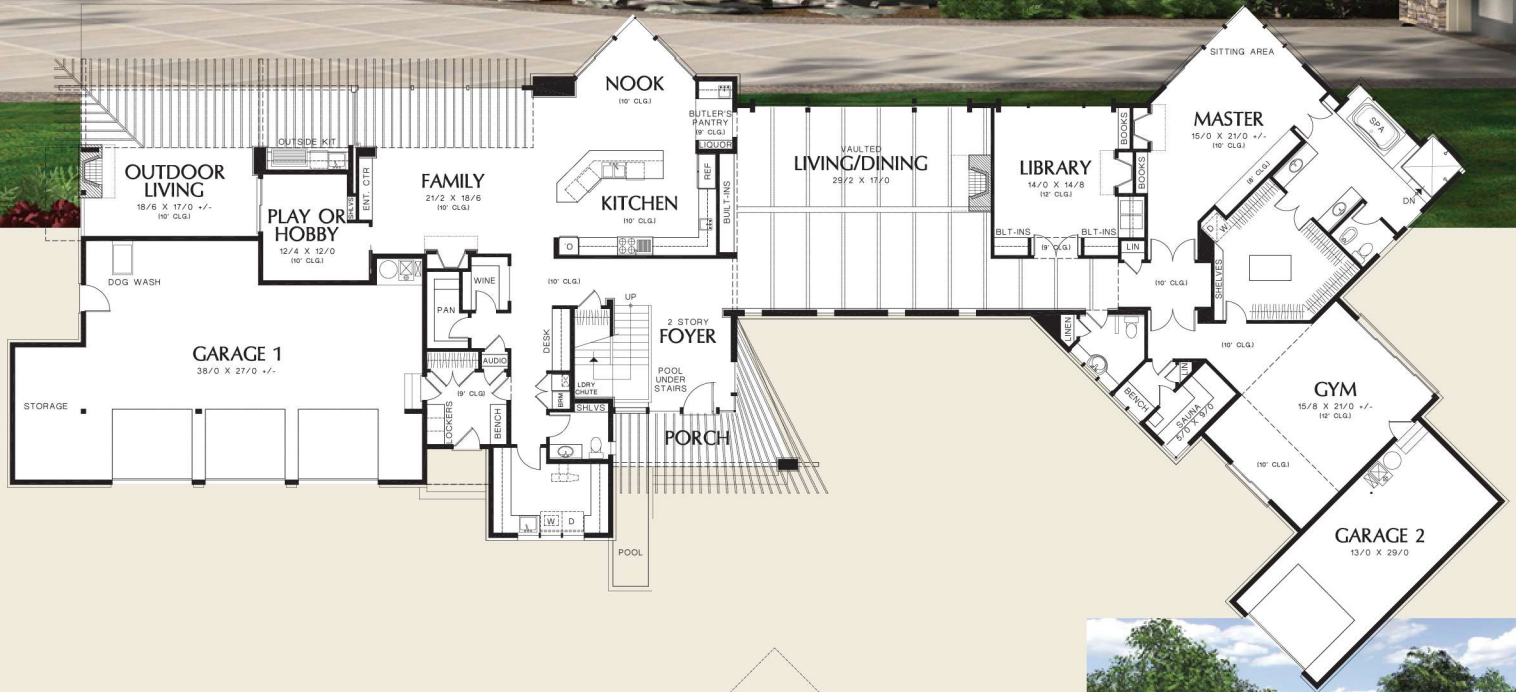 SITTING AREA
NOOK
(10' CLG.)
BUTLER'S
PANTRY
(9' CLG.)
LIQUOR
MASTER
15/0 X 21/0 +/-
(10' CLG.)
SPA
OUTSIDE KIT.
OUTDOOR
LIVING
18/6 X 17/0 +/-
(10' CLG.)
PLAY OR
HOBBY
12/4 X 12/0
(10' CLG.)
SHLVS
ENT. CTR
FAMILY
21/2 X 18/6
(10' CLG.)
KITCHEN
(10' CLG.)
REF
BUILT-INS
O
VAULTED
LIVING/DINING
29/2 X 17/0
LIBRARY
14/0 X 14/8
(12' CLG.)
BOOKS
BOOKS
BLT-INS
(9' CLG.)
BLT-INS
LIN
(8' CLG.)
D
W
DN
SHELVES
(10' CLG.)
DOG WASH
GARAGE 1
38/0 X 27/0 +/-
STORAGE
PAN
WINE
(10' CLG.)
UP
2 STORY
FOYER
POOL
UNDER
STAIRS
DESK
AUDIO
(9' CLG)
LOCKERS
BENCH
BRM
LDRY
CHUTE
SHLVS
PORCH
W
D
POOL
LINEN
(10' CLG.)
LIN
BENCH
SAUNA
5/0 X 9/0
GYM
15/8 X 21/0 +/-
(12' CLG.)
(10' CLG.)
GARAGE 2
13/0 X 29/0